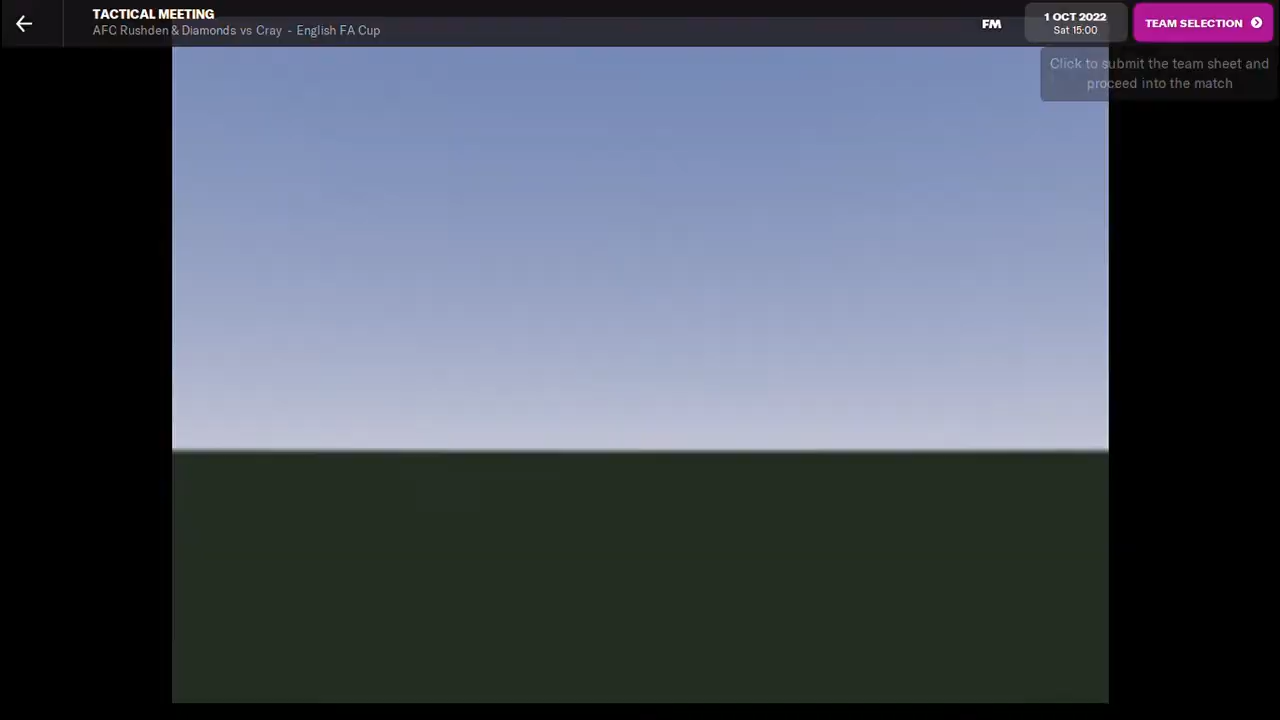 TACTICAL MEETING
AFC Rushden & Diamonds vs Cray - English FA Cup
FM
1 OCT 2022
Sat 15:00
TEAM SELECTION
Click to submit the team sheet and
proceed into the match